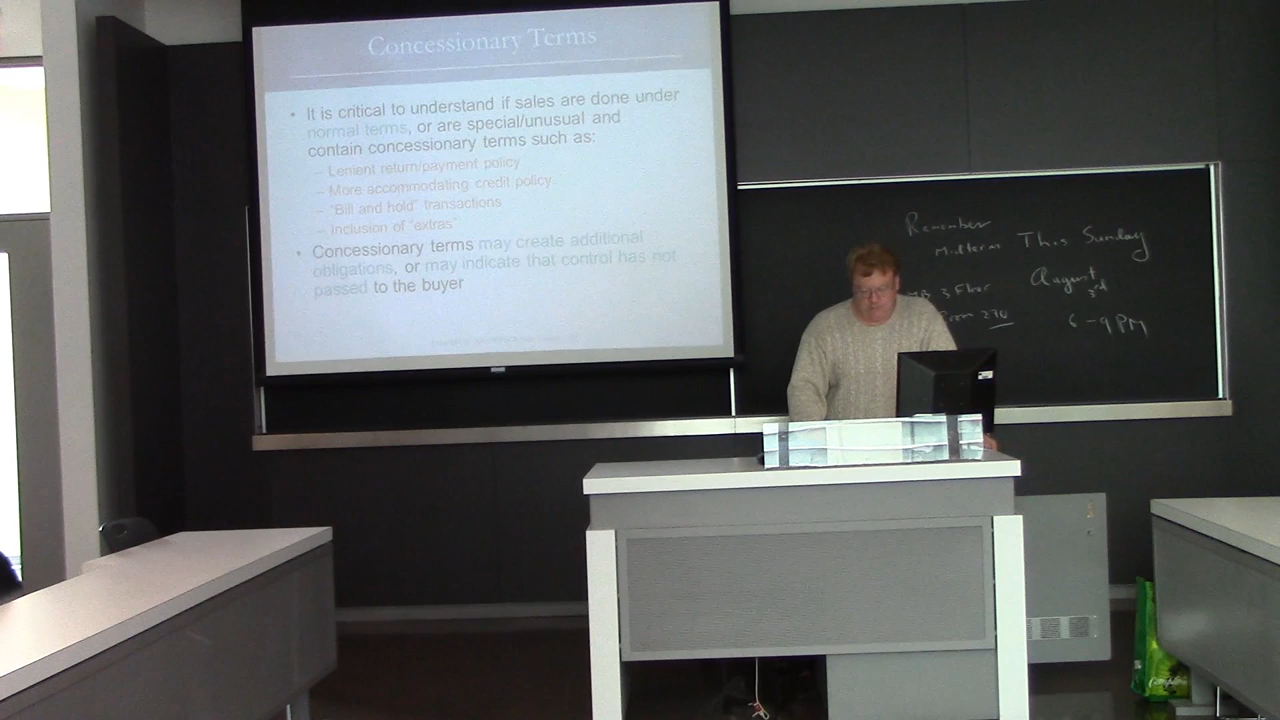 Concessionary Terms
• It is critical to understand if sales are done under
normal terms, or are special/unusual and
contain concessionary terms such as:
– Lenient return/payment policy
– More accommodating credit policy
– "Bill and hold" transactions
– Inclusion of "extras"
• Concessionary terms may create additional
obligations, or may indicate that control has not
passed to the buyer
Remember
Midterm This Sunday
3 Floor August 3rd
270 6-9 PM